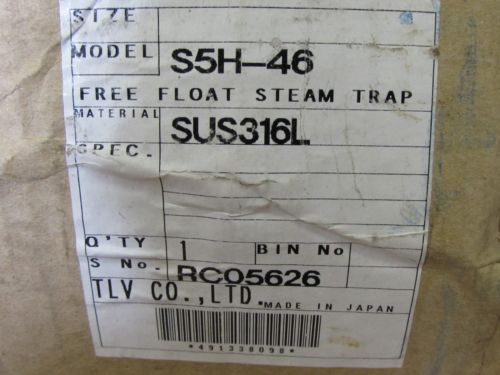 SIZE
MODEL S5H-46
FREE FLOAT STEAM TRAP
MATERIAL SUS316L
SPEC.
Q'TY 1 BIN No
S No. RC05626
TLV CO.,LTD. MADE IN JAPAN
*491338098*